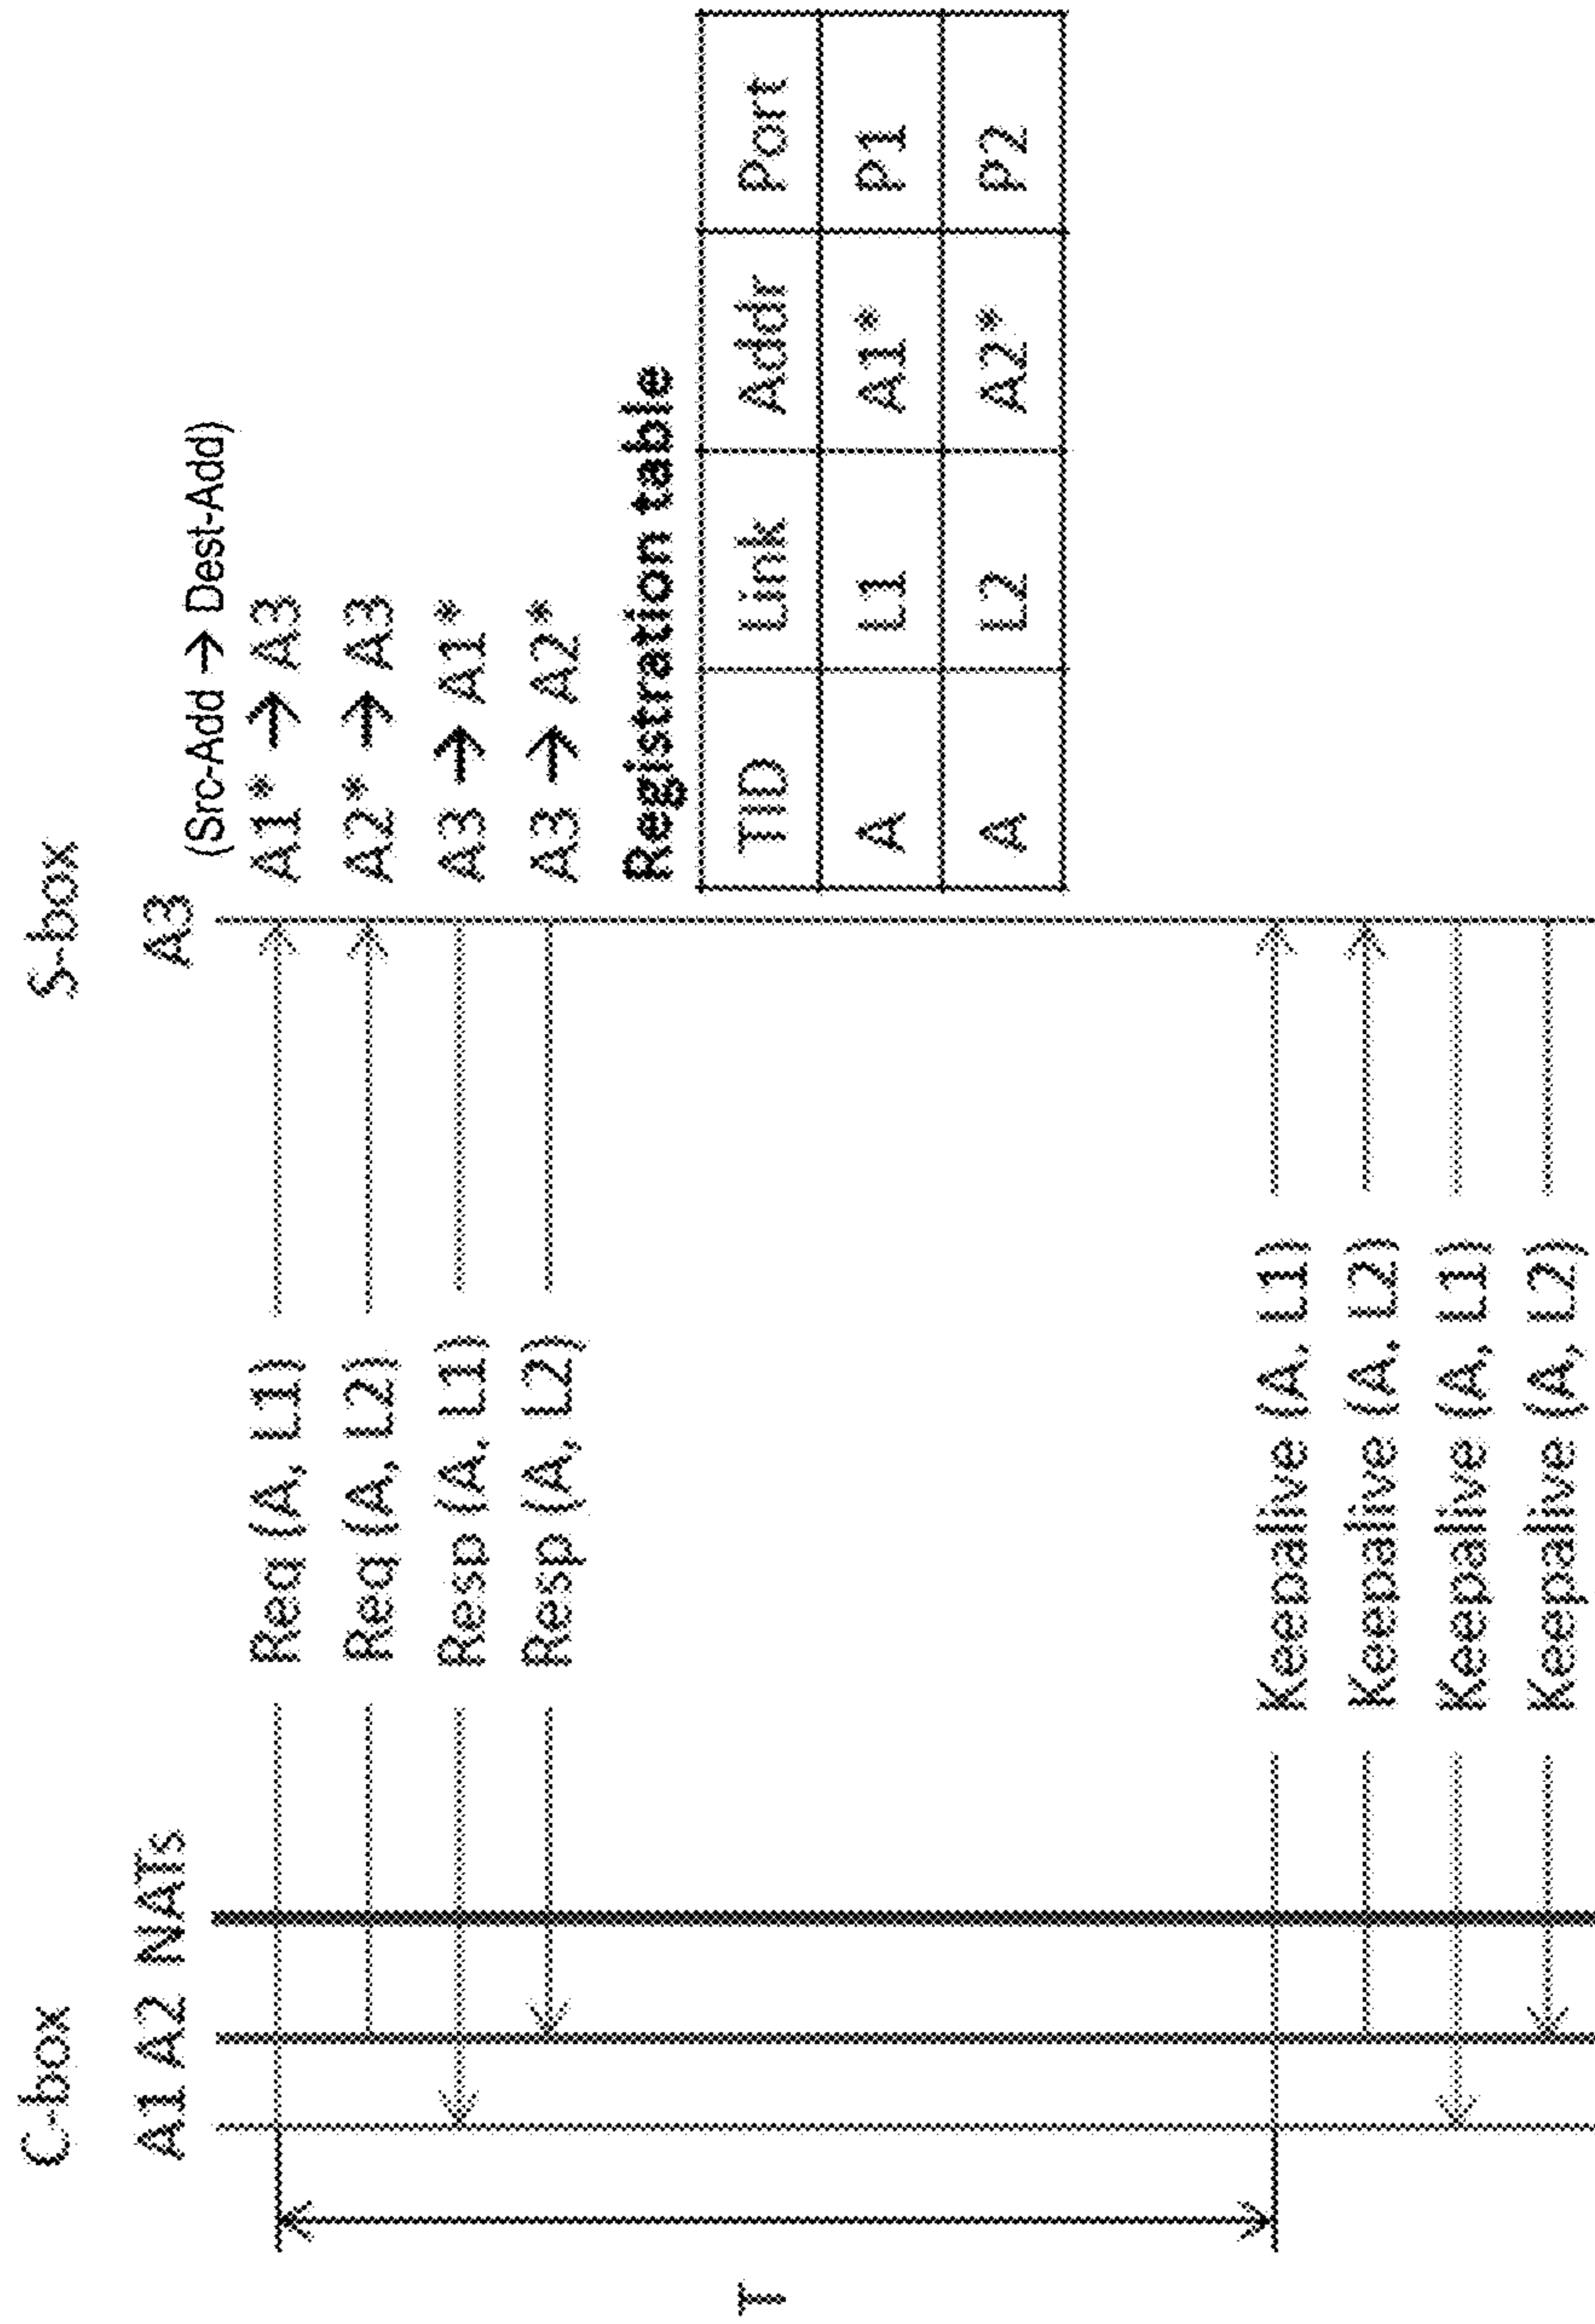 C-box
S-box
A1 A2 NATs
A3
(Src-Add → Dest-Add)
Req (A, L1)
A1* → A3
Req (A, L2)
A2* → A3
Resp (A, L1)
A3 → A1*
Resp (A, L2)
A3 → A2*
Registration table
TID Link Addr Port
A L1 A1* P1
A L2 A2* P2
T
Keepalive (A, L1)
Keepalive (A, L2)
Keepalive (A, L1)
Keepalive (A, L2)